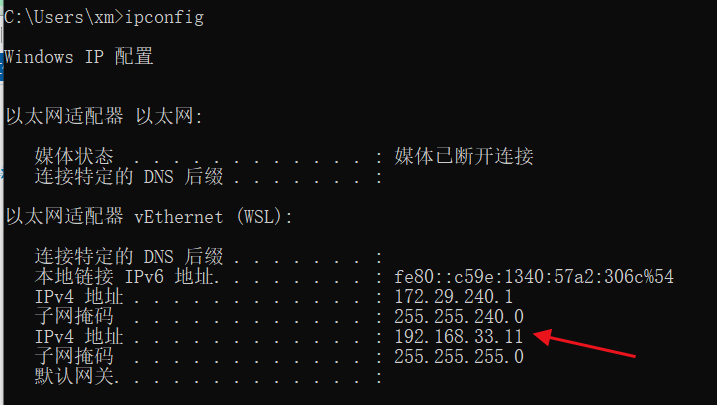 C:\Users\xm>ipconfig
Windows IP 配置
以太网适配器 以太网:
媒体状态 . . . . . . . . . . . . : 媒体已断开连接
连接特定的 DNS 后缀 . . . . . . . :
以太网适配器 vEthernet (WSL):
连接特定的 DNS 后缀 . . . . . . . :
本地链接 IPv6 地址. . . . . . . . : fe80::c59e:1340:57a2:306c%54
IPv4 地址 . . . . . . . . . . . . : 172.29.240.1
子网掩码 . . . . . . . . . . . . : 255.255.240.0
IPv4 地址 . . . . . . . . . . . . : 192.168.33.11
子网掩码 . . . . . . . . . . . . : 255.255.255.0
默认网关. . . . . . . . . . . . . :